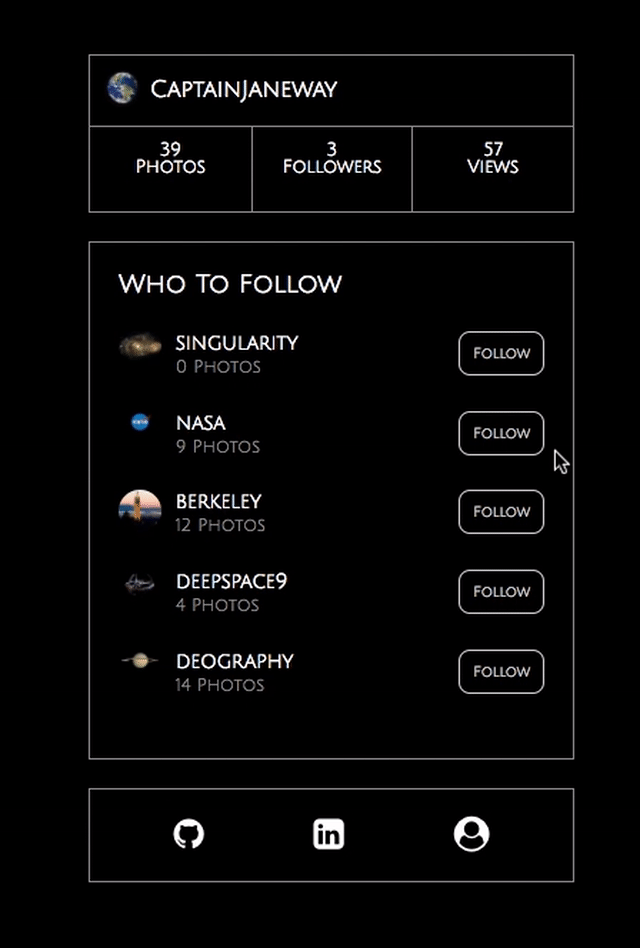 CaptainJaneway
39
Photos
3
Followers
57
Views
Who To Follow
SINGULARITY
0 Photos
Follow
NASA
9 Photos
Follow
BERKELEY
12 Photos
Follow
DEEPSPACE9
4 Photos
Follow
DEOGRAPHY
14 Photos
Follow
in